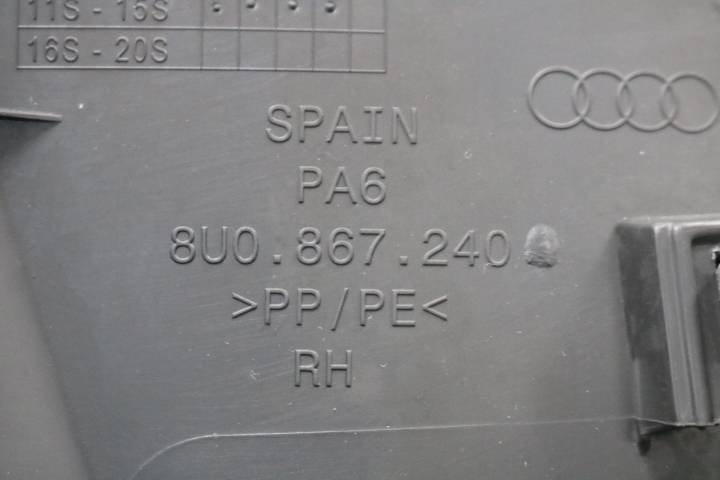 11S - 15S
16S - 20S
SPAIN
PA6
8U0.867.240
>PP/PE<
RH